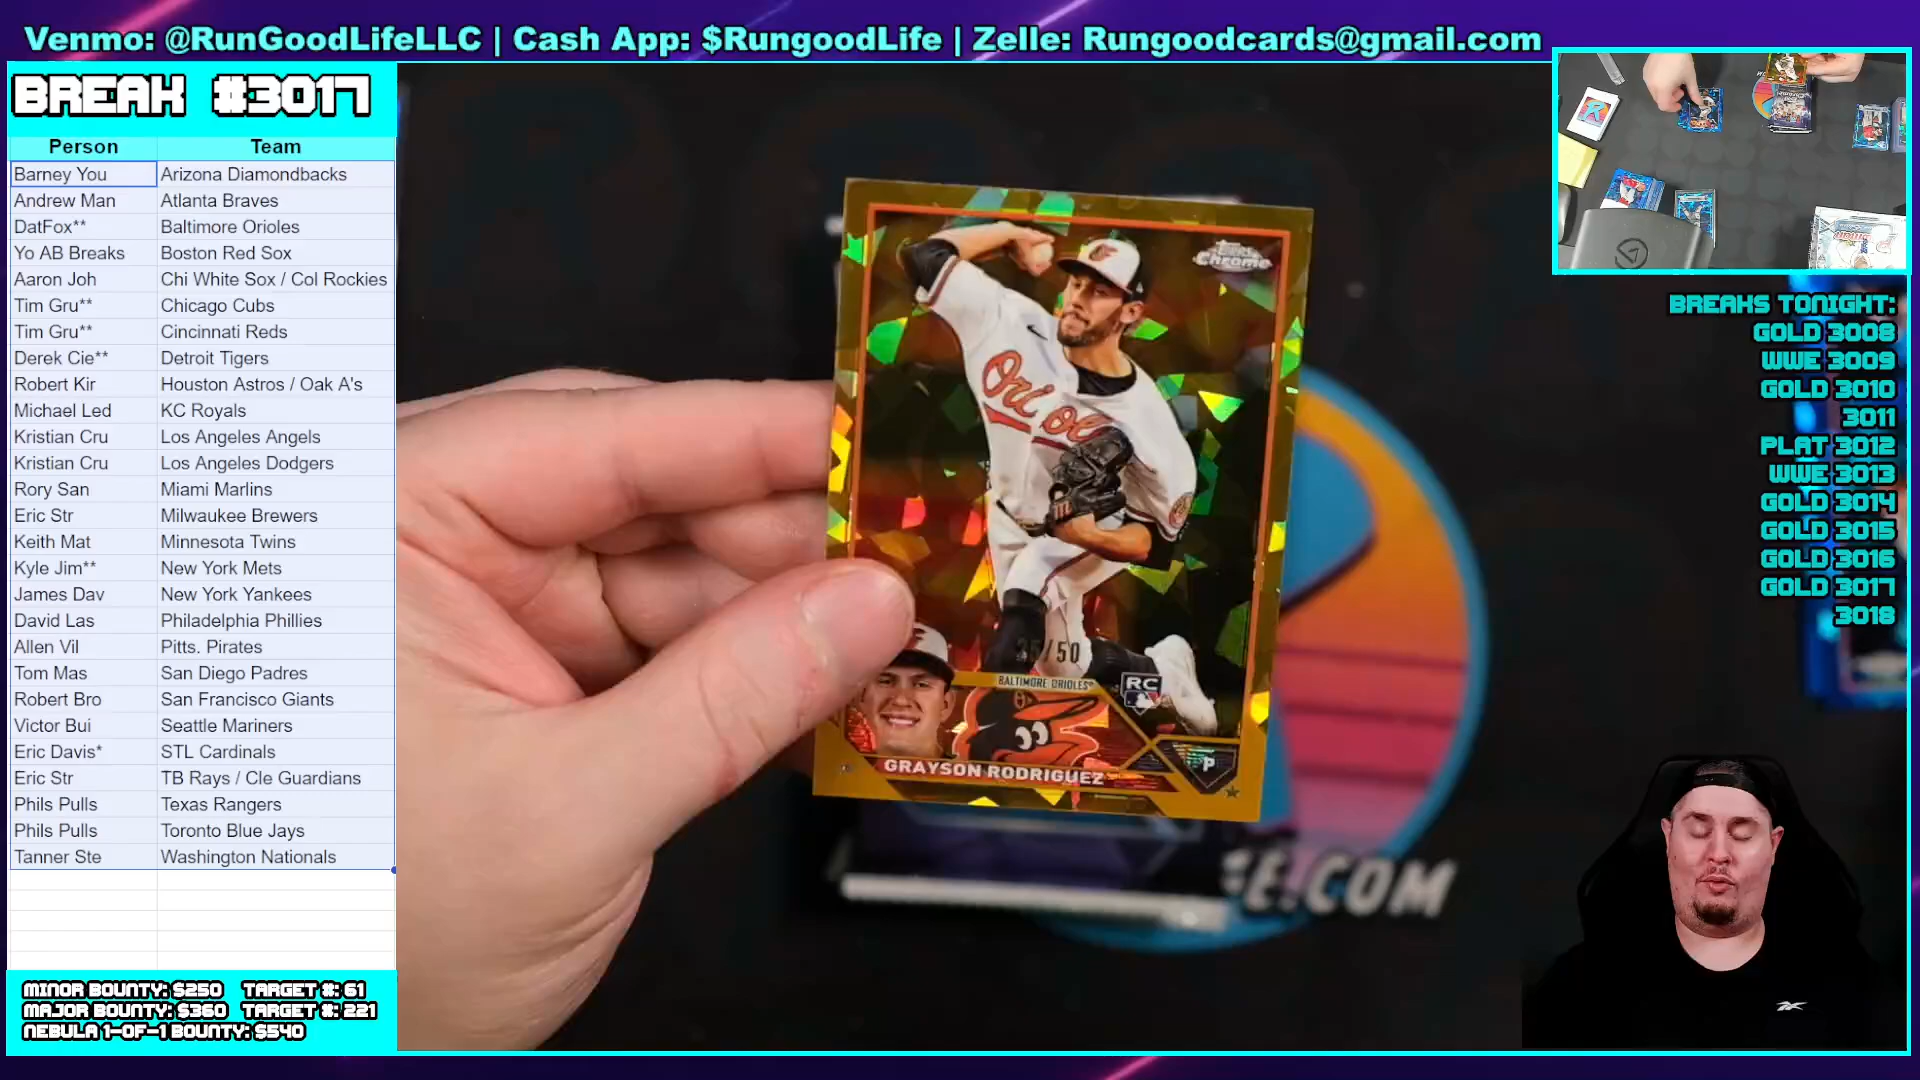 Venmo: @RunGoodLifeLLC | Cash App: $RungoodLife | Zelle: Rungoodcards@gmail.com
BREAK #3017
Person Team
Barney You Arizona Diamondbacks
Andrew Man Atlanta Braves
DatFox** Baltimore Orioles
Yo AB Breaks Boston Red Sox
Aaron Joh Chi White Sox / Col Rockies
Tim Gru** Chicago Cubs
Tim Gru** Cincinnati Reds
Derek Cie** Detroit Tigers
Robert Kir Houston Astros / Oak A's
Michael Led KC Royals
Kristian Cru Los Angeles Angels
Kristian Cru Los Angeles Dodgers
Rory San Miami Marlins
Eric Str Milwaukee Brewers
Keith Mat Minnesota Twins
Kyle Jim** New York Mets
James Dav New York Yankees
David Las Philadelphia Phillies
Allen Vil Pitts. Pirates
Tom Mas San Diego Padres
Robert Bro San Francisco Giants
Victor Bui Seattle Mariners
Eric Davis* STL Cardinals
Eric Str TB Rays / Cle Guardians
Phils Pulls Texas Rangers
Phils Pulls Toronto Blue Jays
Tanner Ste Washington Nationals
MINOR BOUNTY: $250 TARGET #: 61
MAJOR BOUNTY: $360 TARGET #: 221
NEBULA 1-OF-1 BOUNTY: $540
Topps Chrome
Oriole
/50
BALTIMORE ORIOLES
RC
P
GRAYSON RODRIGUEZ
E.COM
BREAKS TONIGHT:
GOLD 3008
WWE 3009
GOLD 3010
3011
PLAT 3012
WWE 3013
GOLD 3014
GOLD 3015
GOLD 3016
GOLD 3017
3018